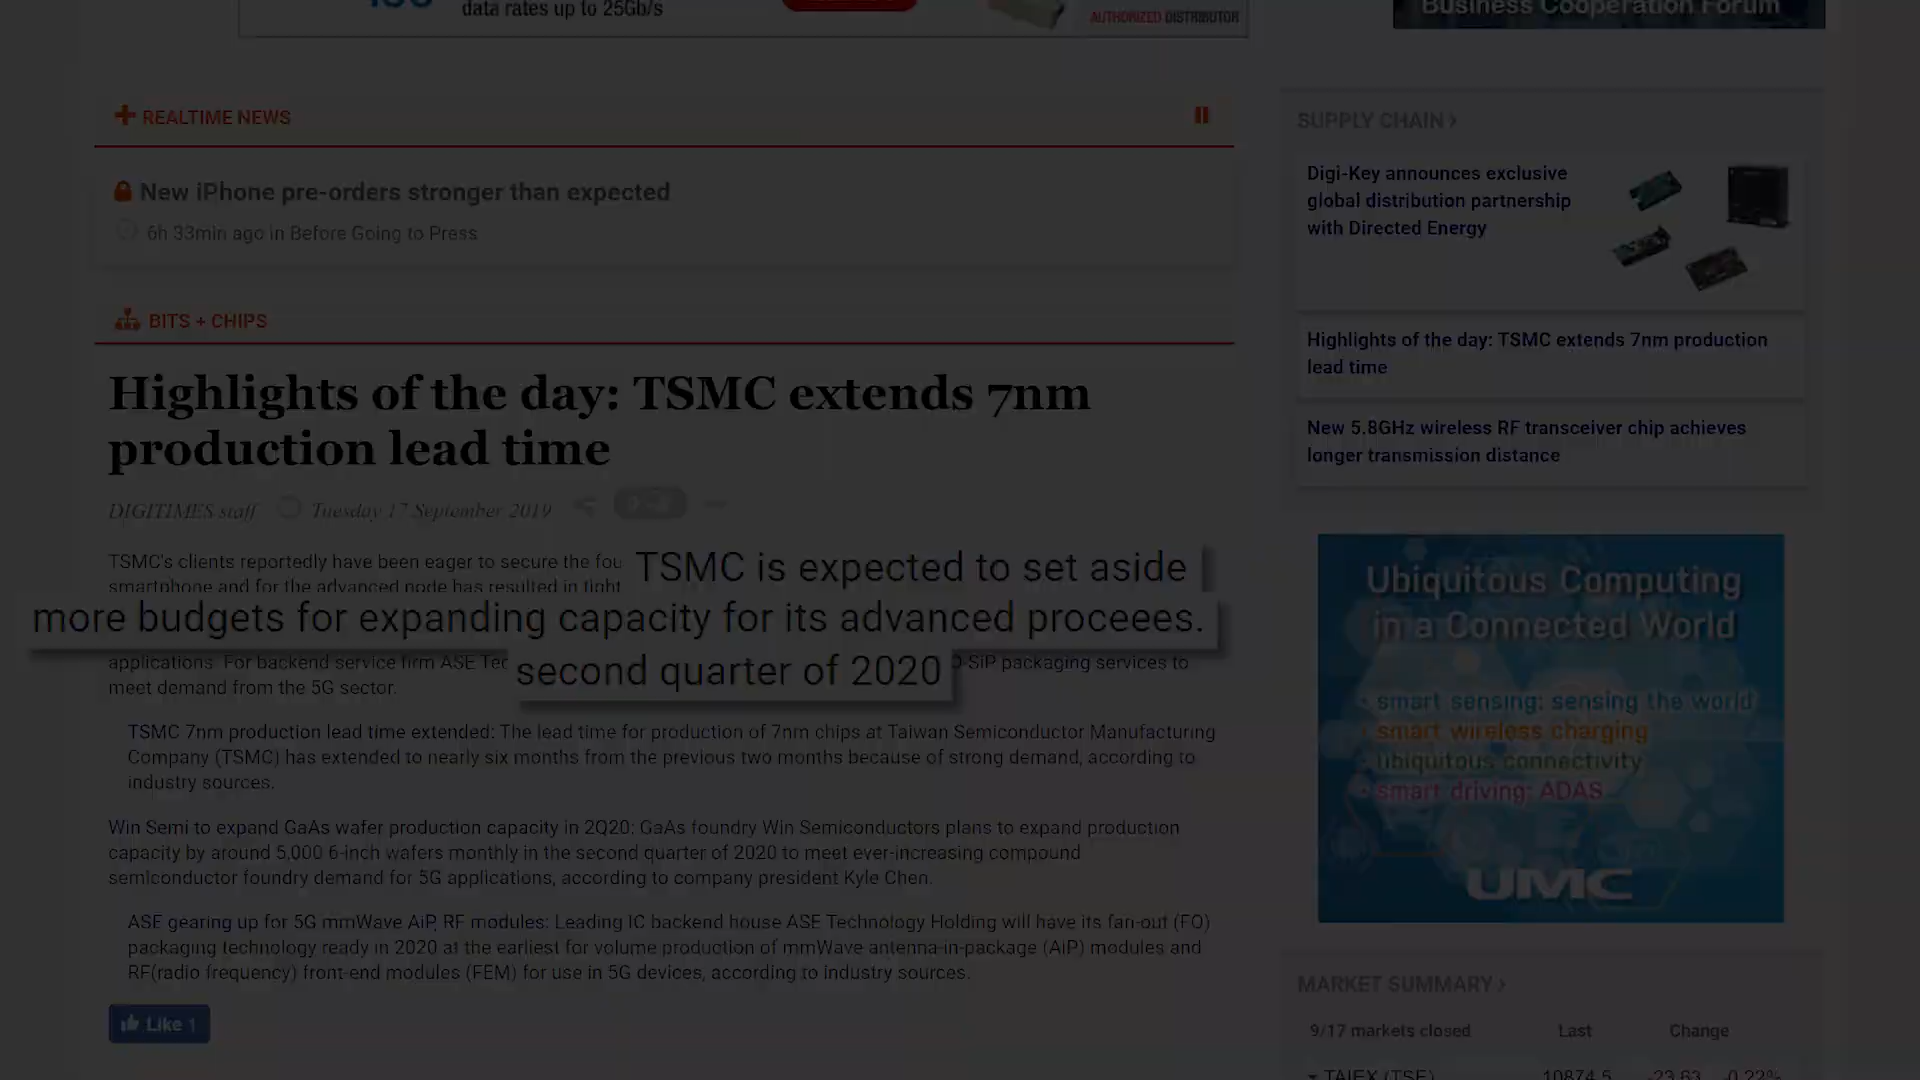 data rates up to 25Gb/s
AUTHORIZED DISTRIBUTOR
Business Cooperation Forum
REALTIME NEWS
New iPhone pre-orders stronger than expected
6h 33min ago in Before Going to Press
BITS + CHIPS
Highlights of the day: TSMC extends 7nm
production lead time
DIGITIMES staff Tuesday 17 September 2019
TSMC's clients reportedly have been eager to secure the fou
smartphone and for the advanced node has resulted in tight
TSMC is expected to set aside
more budgets for expanding capacity for its advanced proceees.
applications. For backend service firm ASE Tec
second quarter of 2020
SiP packaging services to
meet demand from the 5G sector.
TSMC 7nm production lead time extended: The lead time for production of 7nm chips at Taiwan Semiconductor Manufacturing
Company (TSMC) has extended to nearly six months from the previous two months because of strong demand, according to
industry sources.
Win Semi to expand GaAs wafer production capacity in 2Q20: GaAs foundry Win Semiconductors plans to expand production
capacity by around 5,000 6-inch wafers monthly in the second quarter of 2020 to meet ever-increasing compound
semiconductor foundry demand for 5G applications, according to company president Kyle Chen.
ASE gearing up for 5G mmWave AiP, RF modules: Leading IC backend house ASE Technology Holding will have its fan-out (FO)
packaging technology ready in 2020 at the earliest for volume production of mmWave antenna-in-package (AiP) modules and
RF(radio frequency) front-end modules (FEM) for use in 5G devices, according to industry sources.
Like 1
SUPPLY CHAIN ›
Digi-Key announces exclusive
global distribution partnership
with Directed Energy
Highlights of the day: TSMC extends 7nm production
lead time
New 5.8GHz wireless RF transceiver chip achieves
longer transmission distance
Ubiquitous Computing
in a Connected World
• smart sensing: sensing the world
• smart wireless charging
• ubiquitous connectivity
• smart driving: ADAS
UMC
MARKET SUMMARY ›
9/17 markets closed Last Change
TAIEX (TSE) 10874.5 -23.63 -0.22%